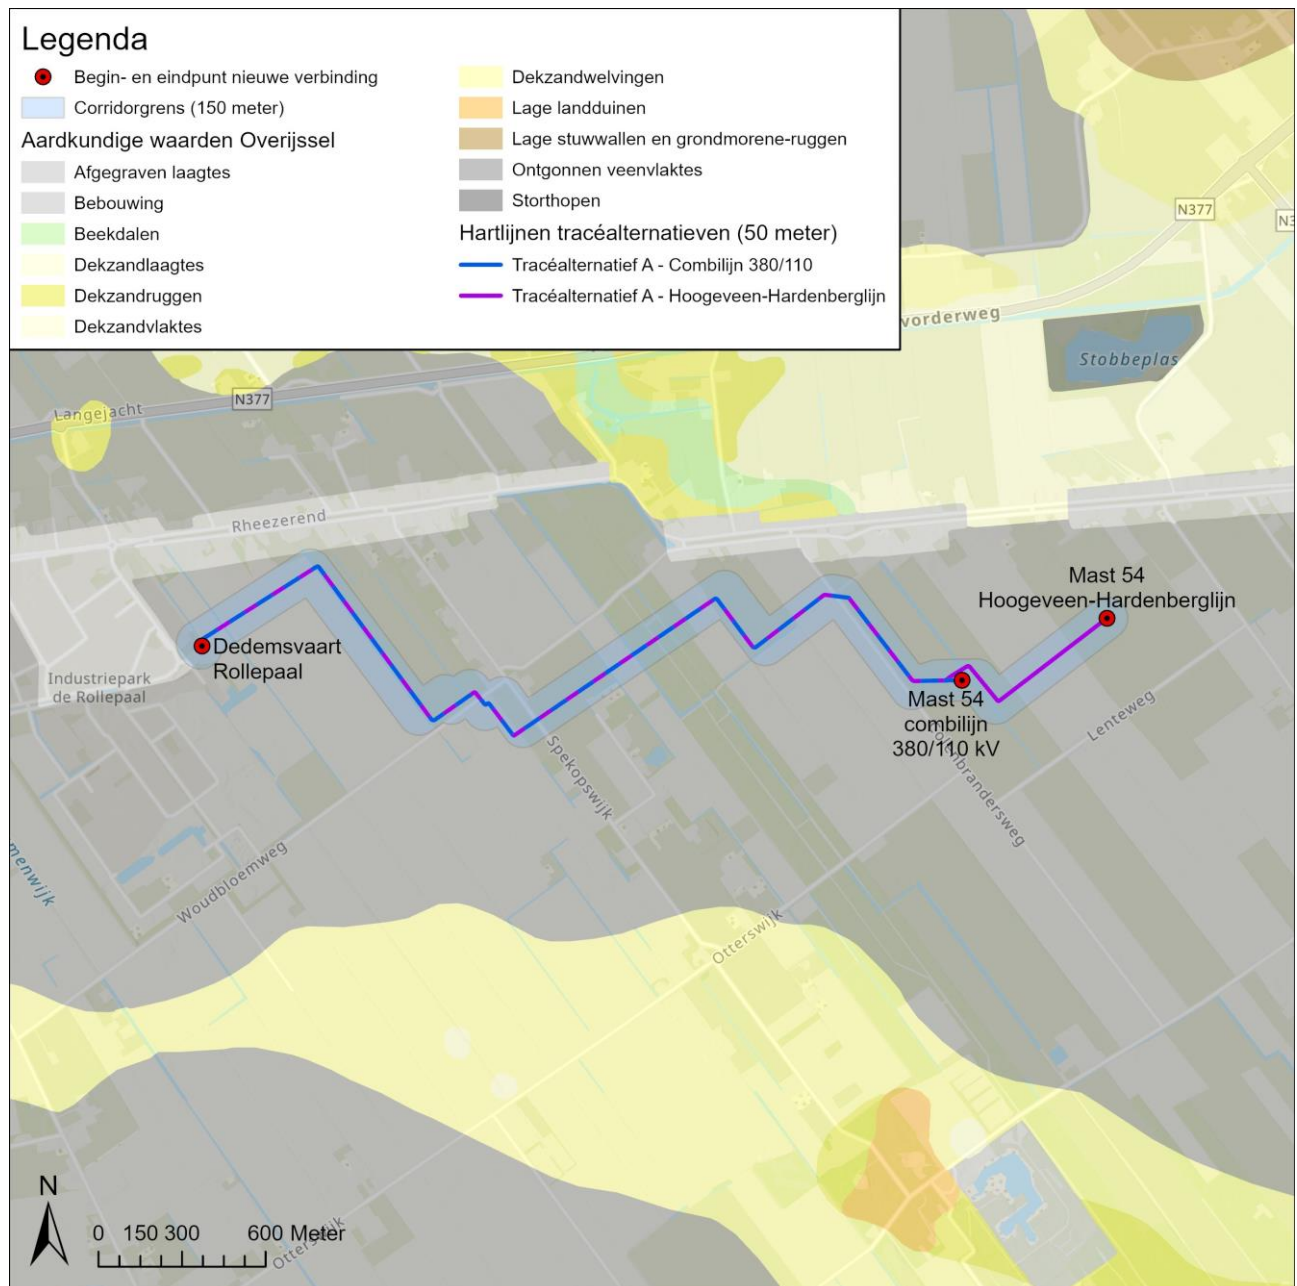 Legenda
Begin- en eindpunt nieuwe verbinding
Corridorgrens (150 meter)
Aardkundige waarden Overijssel
Afgegraven laagtes
Bebouwing
Beekdalen
Dekzandlaagtes
Dekzandruggen
Dekzandvlaktes
Dekzandwelvingen
Lage landduinen
Lage stuwwallen en grondmorene-ruggen
Ontgonnen veenvlaktes
Storthopen
Hartlijnen tracéalternatieven (50 meter)
Tracéalternatief A - Combilijn 380/110
Tracéalternatief A - Hoogeveen-Hardenberglijn
N377
vorderweg
Stobbeplas
N377
Langejacht
Rheezerend
Mast 54
Hoogeveen-Hardenberglijn
Dedemsvaart
Rollepaal
Industriepark
de Rollepaal
Mast 54
combilijn
380/110 kV
Lenteweg
Spekopswijk
menwijk
Woudbloemweg
Otterswijk
N
0 150 300 600 Meter
Otterswijk